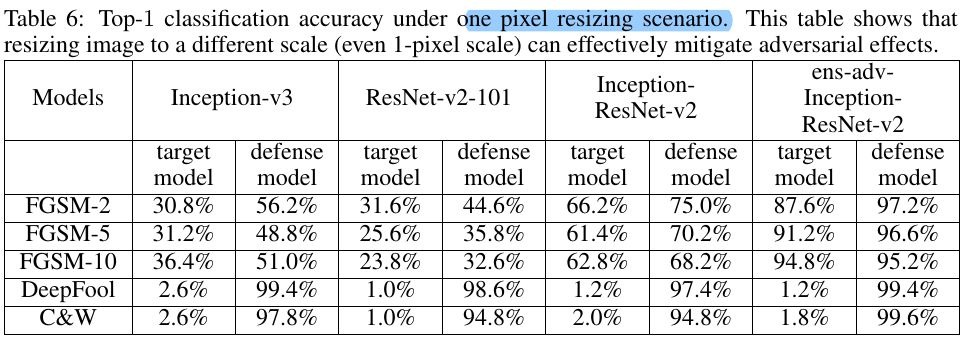 Table 6: Top-1 classification accuracy under one pixel resizing scenario. This table shows that
resizing image to a different scale (even 1-pixel scale) can effectively mitigate adversarial effects.
Models Inception-v3 ResNet-v2-101 Inception-ResNet-v2 ens-adv-Inception-ResNet-v2
target model defense model target model defense model target model defense model target model defense model
FGSM-2 30.8% 56.2% 31.6% 44.6% 66.2% 75.0% 87.6% 97.2%
FGSM-5 31.2% 48.8% 25.6% 35.8% 61.4% 70.2% 91.2% 96.6%
FGSM-10 36.4% 51.0% 23.8% 32.6% 62.8% 68.2% 94.8% 95.2%
DeepFool 2.6% 99.4% 1.0% 98.6% 1.2% 97.4% 1.2% 99.4%
C&W 2.6% 97.8% 1.0% 94.8% 2.0% 94.8% 1.8% 99.6%